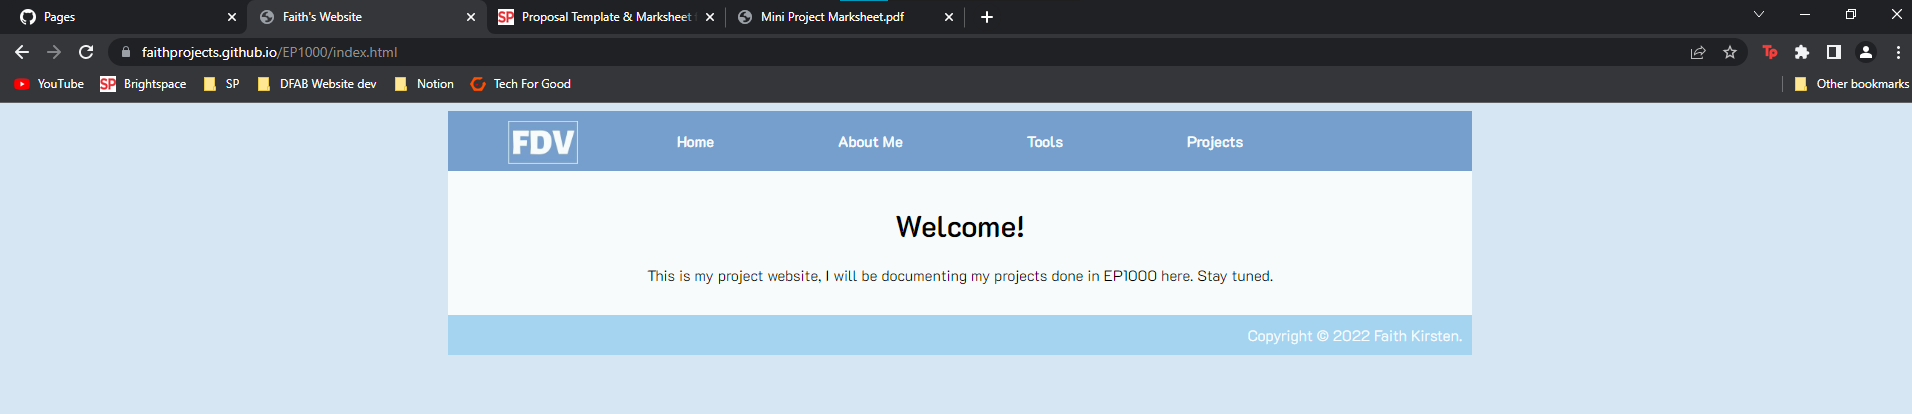 Pages Faith's Website SP Proposal Template & Marksheet Mini Project Marksheet.pdf
faithprojects.github.io/EP1000/index.html Tp
YouTube SP Brightspace SP DFAB Website dev Notion Tech For Good Other bookmarks
FDV Home About Me Tools Projects
Welcome!
This is my project website, I will be documenting my projects done in EP1000 here. Stay tuned.
Copyright © 2022 Faith Kirsten.